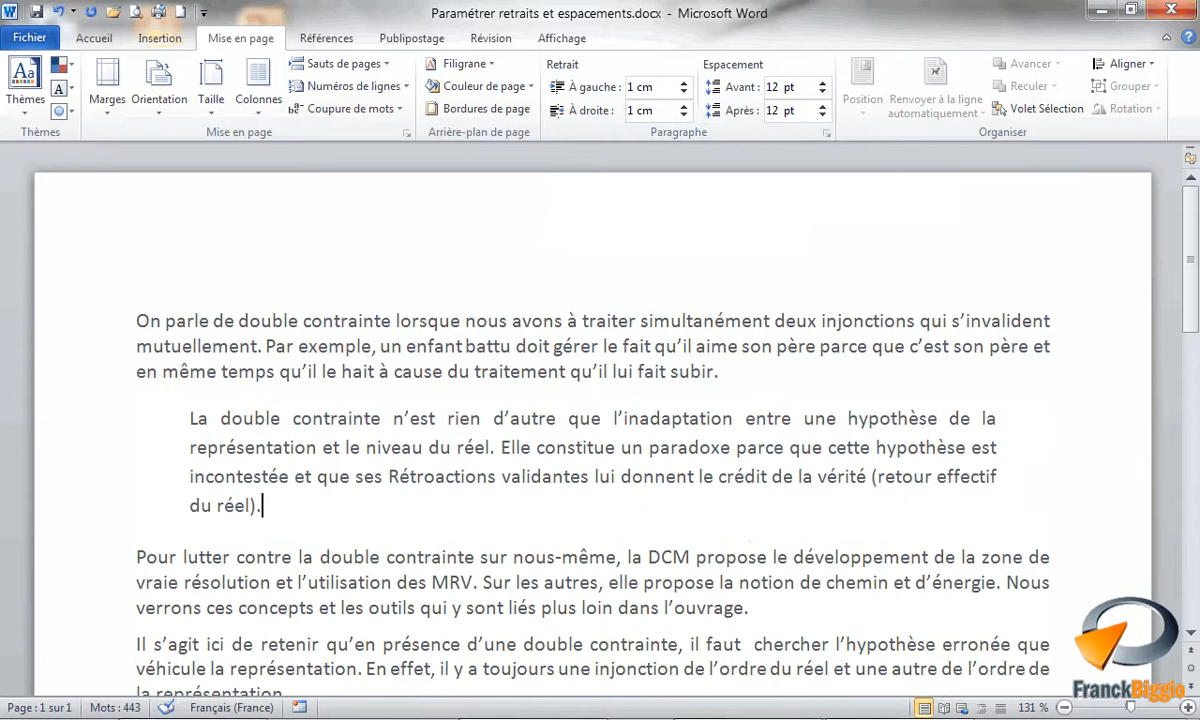 Paramétrer retraits et espacements.docx - Microsoft Word
Fichier Accueil Insertion Mise en page Références Publipostage Révision Affichage
Thèmes
Aa
A
Thèmes
Marges Orientation Taille Colonnes
Sauts de pages
Numéros de lignes
Coupure de mots
Mise en page
Filigrane
Couleur de page
Bordures de page
Arrière-plan de page
Retrait
À gauche : 1 cm
À droite : 1 cm
Espacement
Avant : 12 pt
Après : 12 pt
Paragraphe
Position
Renvoyer à la ligne
automatiquement
Avancer
Reculer
Volet Sélection
Aligner
Grouper
Rotation
Organiser
On parle de double contrainte lorsque nous avons à traiter simultanément deux injonctions qui s’invalident
mutuellement. Par exemple, un enfant battu doit gérer le fait qu’il aime son père parce que c’est son père et
en même temps qu’il le hait à cause du traitement qu’il lui fait subir.
La double contrainte n’est rien d’autre que l’inadaptation entre une hypothèse de la
représentation et le niveau du réel. Elle constitue un paradoxe parce que cette hypothèse est
incontestée et que ses Rétroactions validantes lui donnent le crédit de la vérité (retour effectif
du réel).
Pour lutter contre la double contrainte sur nous-même, la DCM propose le développement de la zone de
vraie résolution et l’utilisation des MRV. Sur les autres, elle propose la notion de chemin et d’énergie. Nous
verrons ces concepts et les outils qui y sont liés plus loin dans l’ouvrage.
Il s’agit ici de retenir qu’en présence d’une double contrainte, il faut chercher l’hypothèse erronée que
véhicule la représentation. En effet, il y a toujours une injonction de l’ordre du réel et une autre de l’ordre de
la représentation.
FranckBiggio
Page : 1 sur 1 Mots : 443 Français (France) 131 %